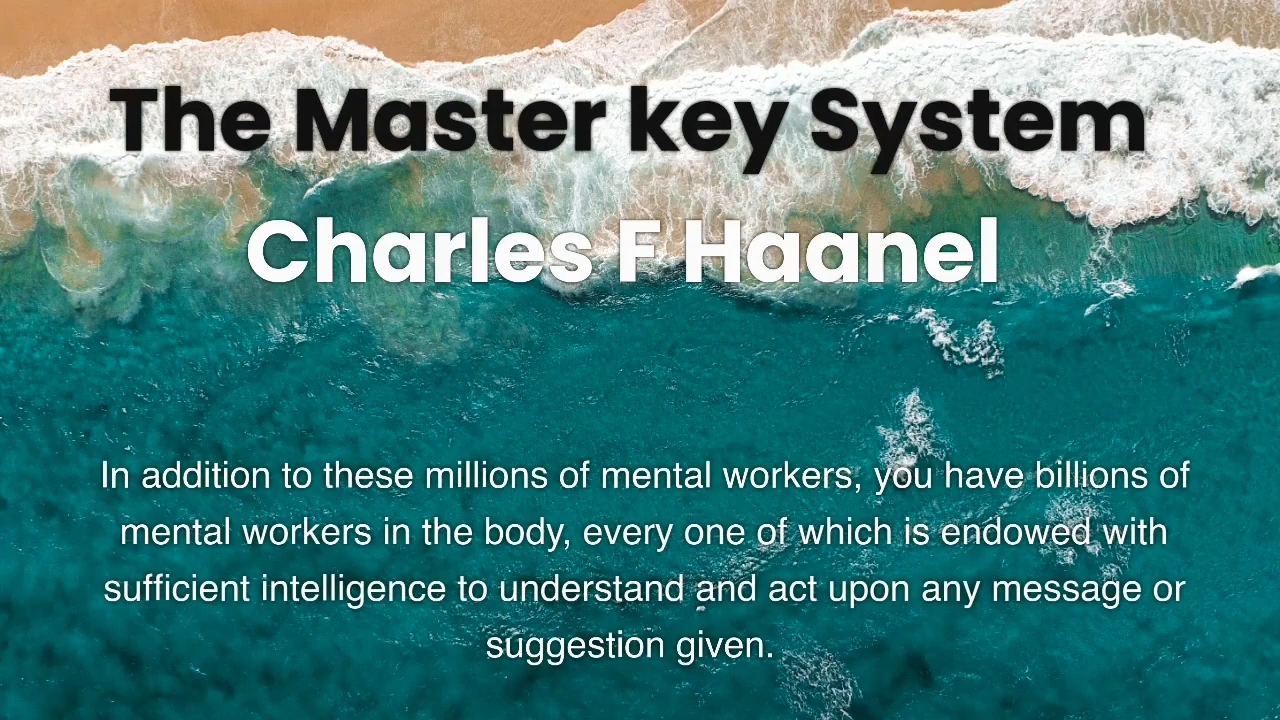 The Master key System
Charles F Haanel
In addition to these millions of mental workers, you have billions of
mental workers in the body, every one of which is endowed with
sufficient intelligence to understand and act upon any message or
suggestion given.